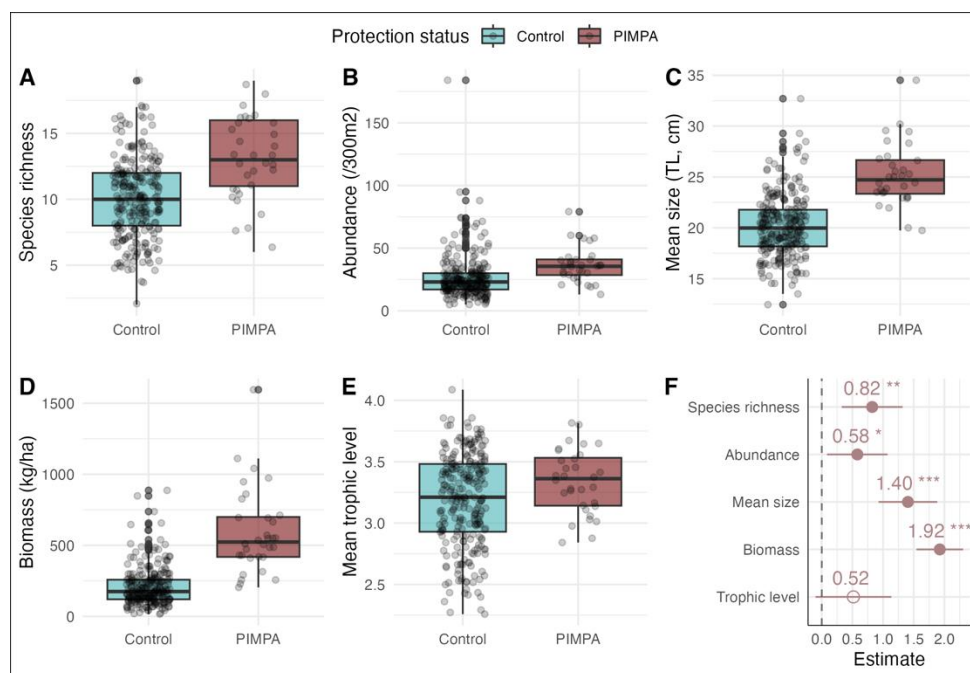 Protection status Control PIMPA
A
Species richness
15
10
5
Control PIMPA
B
Abundance (/300m2)
150
100
50
0
Control PIMPA
C
Mean size (TL, cm)
35
30
25
20
15
Control PIMPA
D
Biomass (kg/ha)
1500
1000
500
0
Control PIMPA
E
Mean trophic level
4.0
3.5
3.0
2.5
Control PIMPA
F
Species richness 0.82 **
Abundance 0.58 *
Mean size 1.40 ***
Biomass 1.92 ***
Trophic level 0.52
0.0 0.5 1.0 1.5 2.0
Estimate